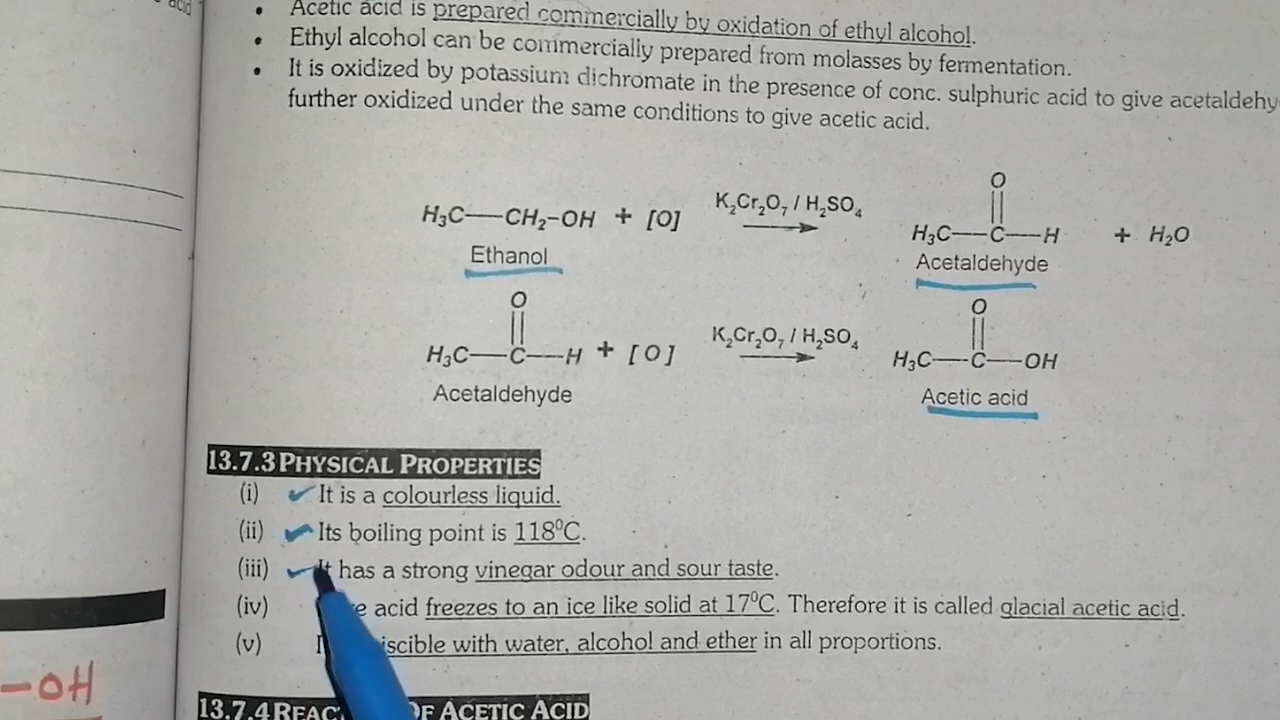 acid
• Acetic acid is prepared commercially by oxidation of ethyl alcohol.
• Ethyl alcohol can be commercially prepared from molasses by fermentation.
• It is oxidized by potassium dichromate in the presence of conc. sulphuric acid to give
further oxidized under the same conditions to give acetic acid.
O
K₂Cr₂O₇ / H₂SO₄
H₃C—CH₂–OH + [O] → H₃C—C—H + H₂O
Ethanol Acetaldehyde
O O
K₂Cr₂O₇ / H₂SO₄
H₃C—C—H + [O] → H₃C—C—OH
Acetaldehyde Acetic acid
13.7.3 PHYSICAL PROPERTIES
(i) It is a colourless liquid.
(ii) Its boiling point is 118⁰C.
(iii) It has a strong vinegar odour and sour taste.
(iv) acid freezes to an ice like solid at 17⁰C. Therefore it is called glacial acetic acid.
(v) with water, alcohol and ether in all proportions.
–OH
13.7.4 OF ACETIC ACID